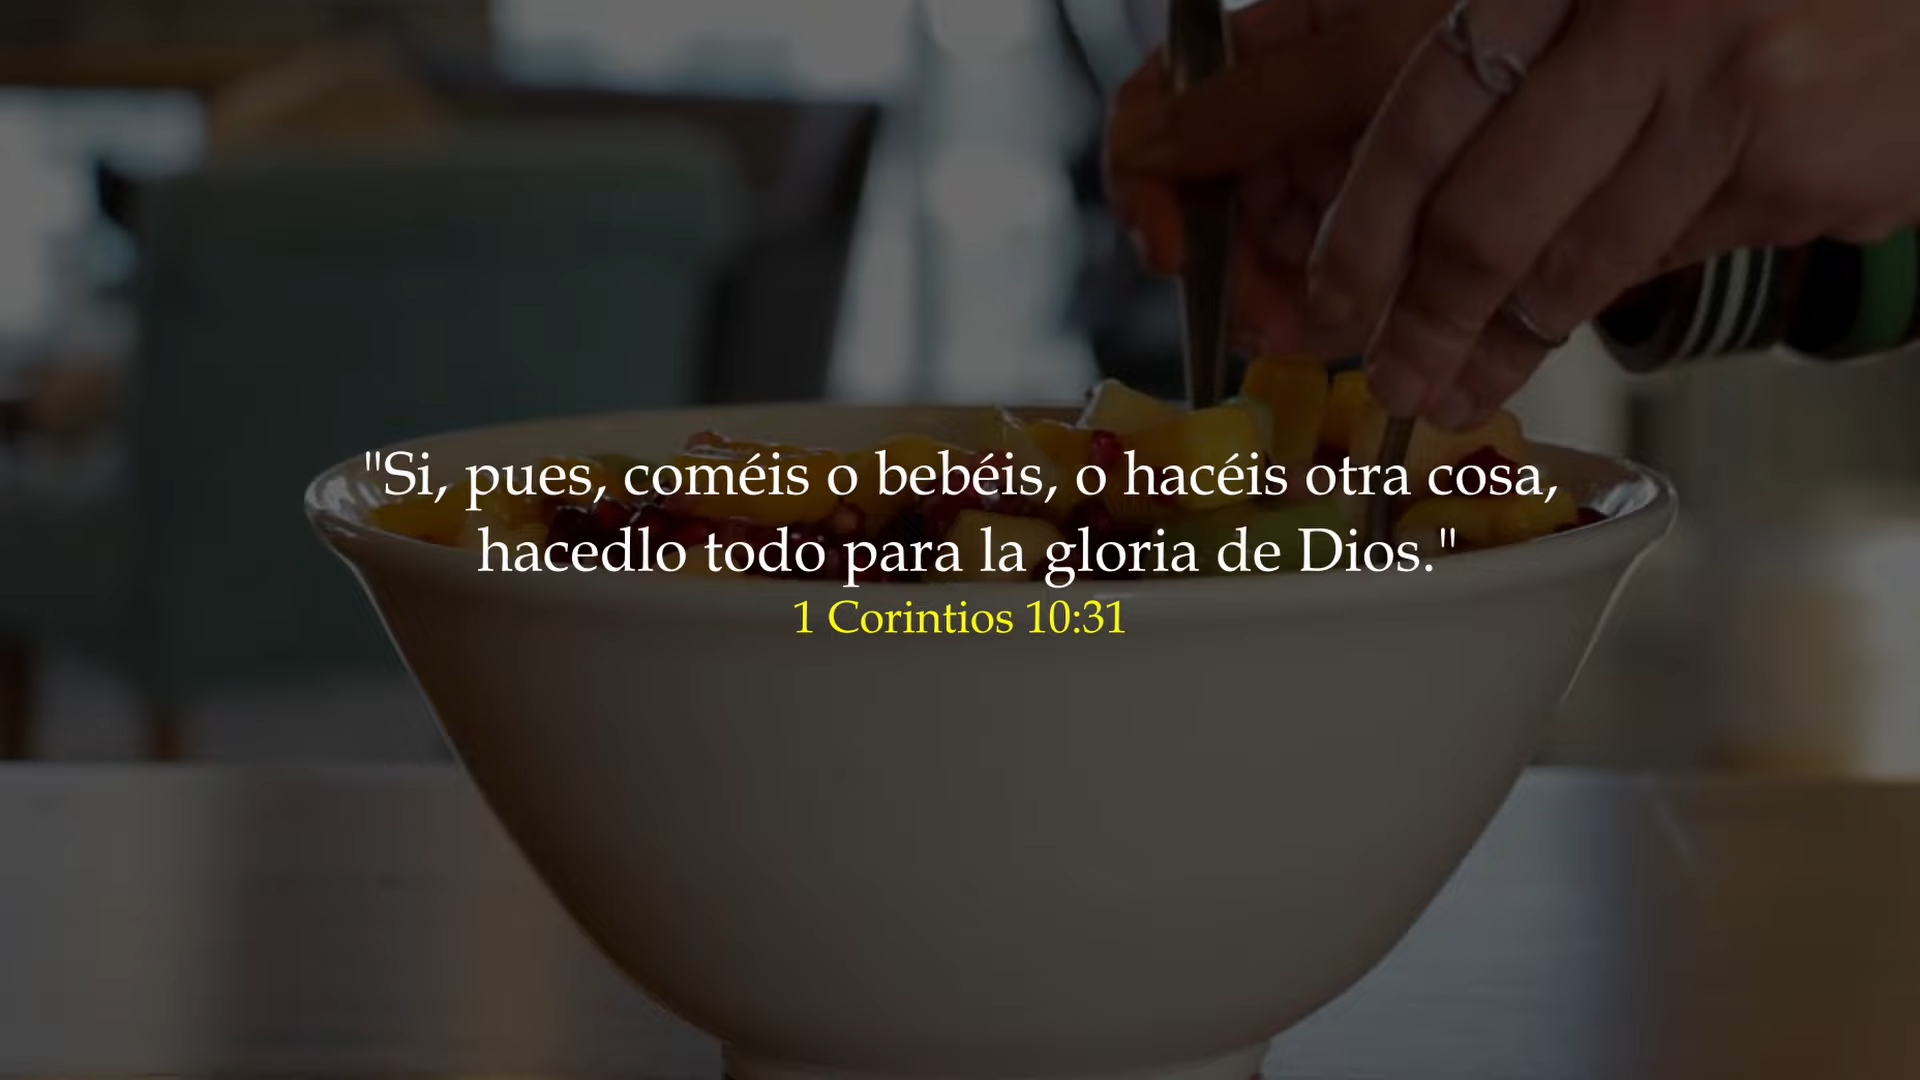 "Si, pues, coméis o bebéis, o hacéis otra cosa,
hacedlo todo para la gloria de Dios."
1 Corintios 10:31